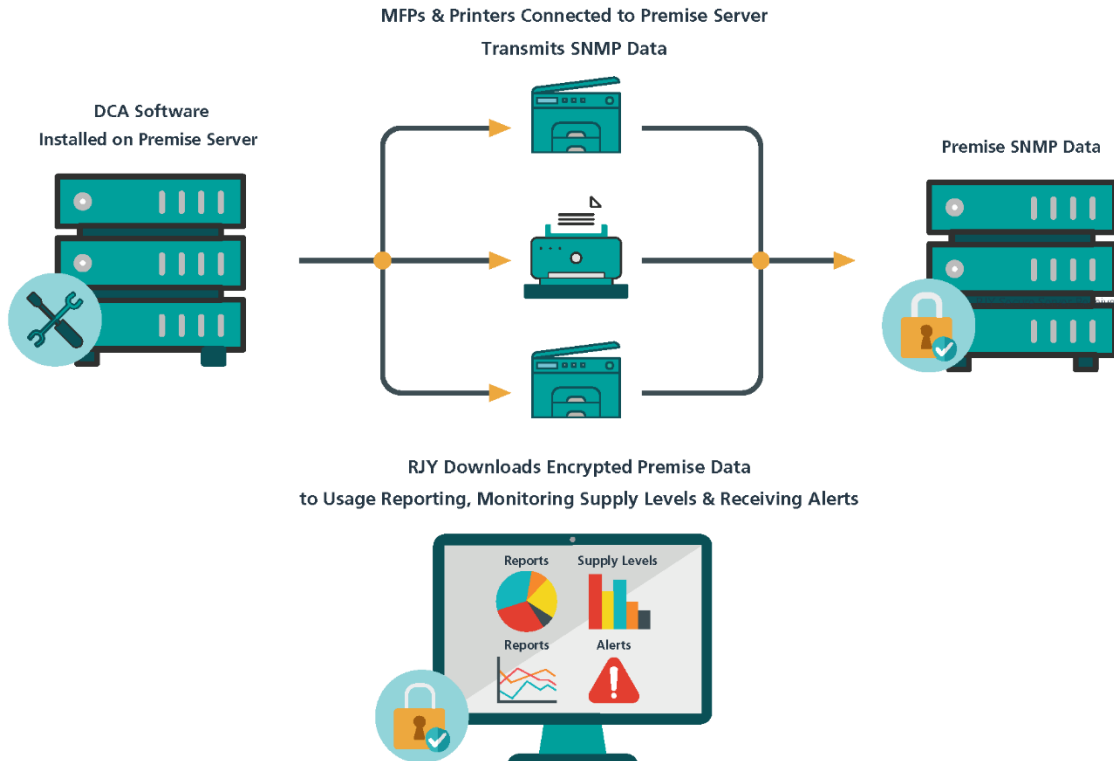 MFPs & Printers Connected to Premise Server
Transmits SNMP Data
DCA Software
Installed on Premise Server
Premise SNMP Data
RJY Downloads Encrypted Premise Data
to Usage Reporting, Monitoring Supply Levels & Receiving Alerts
Reports
Supply Levels
Reports
Alerts